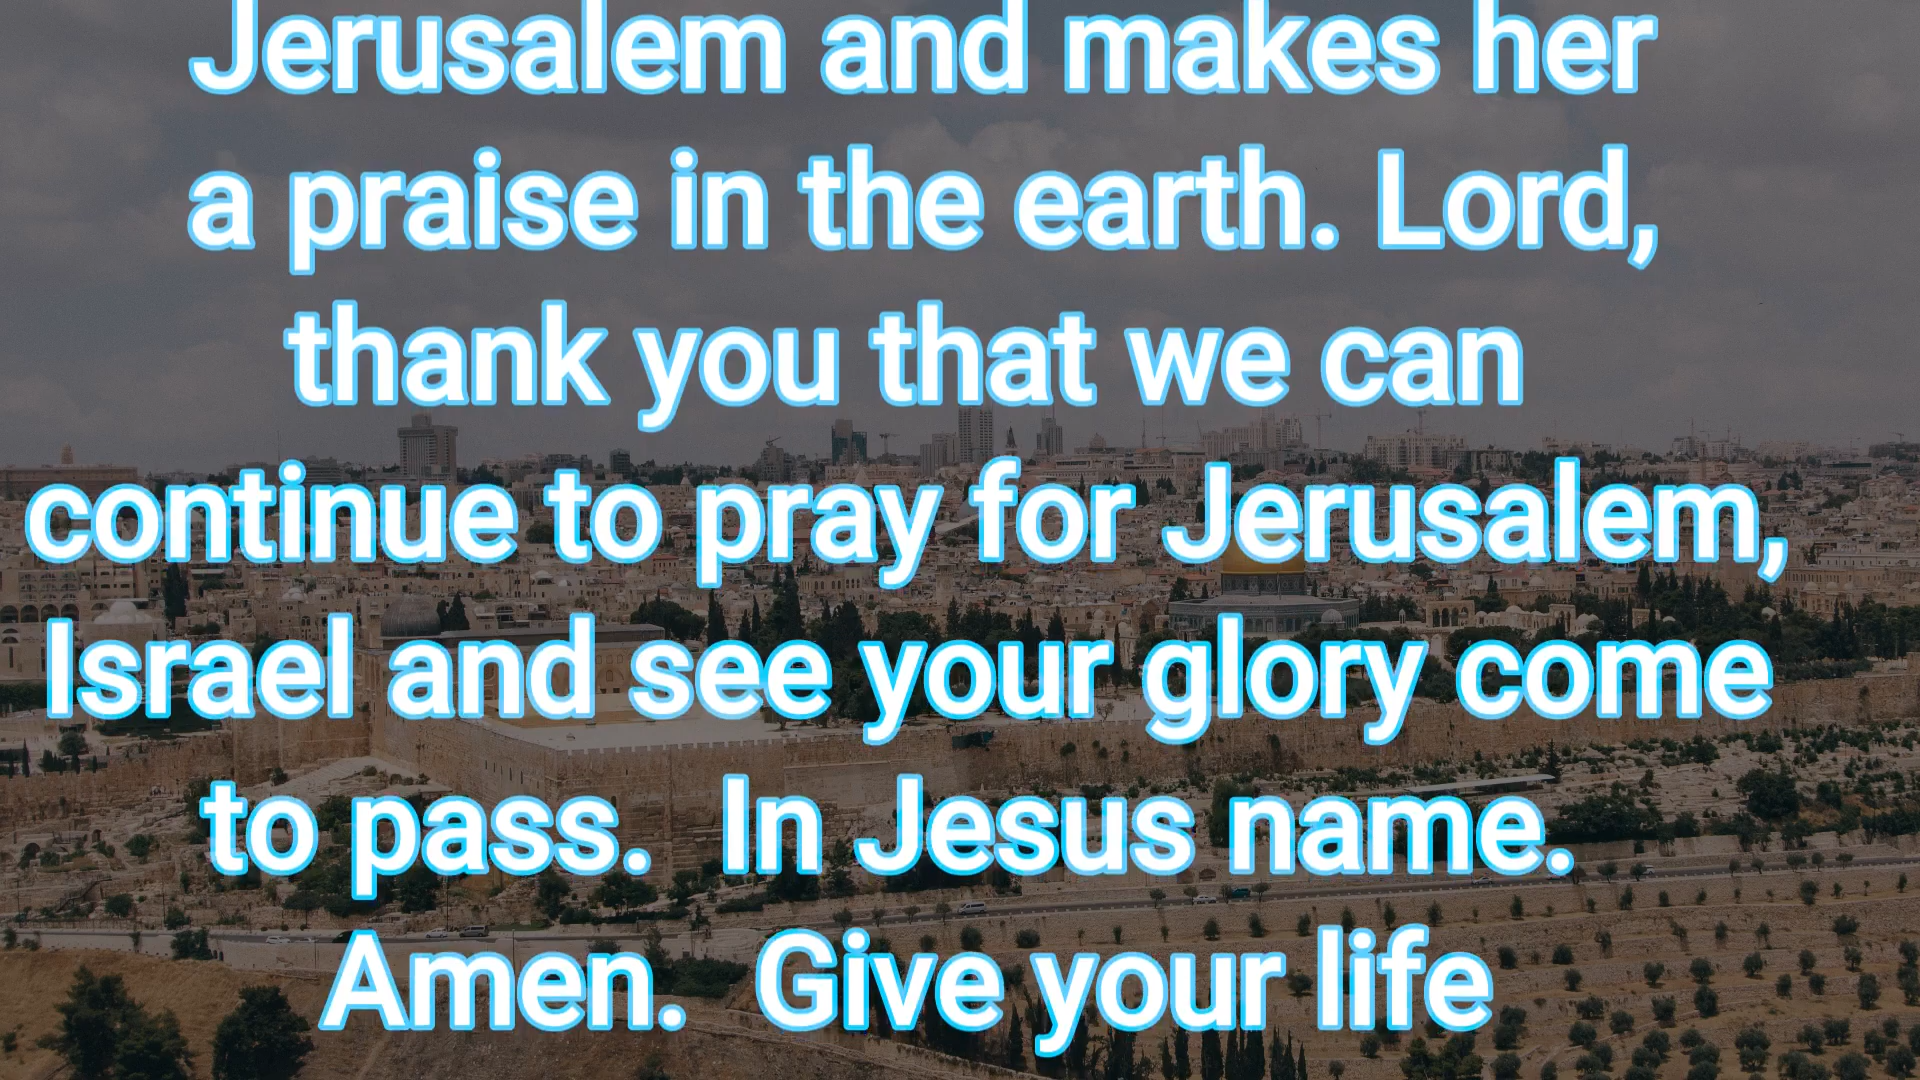 Jerusalem and makes her
a praise in the earth. Lord,
thank you that we can
continue to pray for Jerusalem,
Israel and see your glory come
to pass.  In Jesus name.
Amen.  Give your life